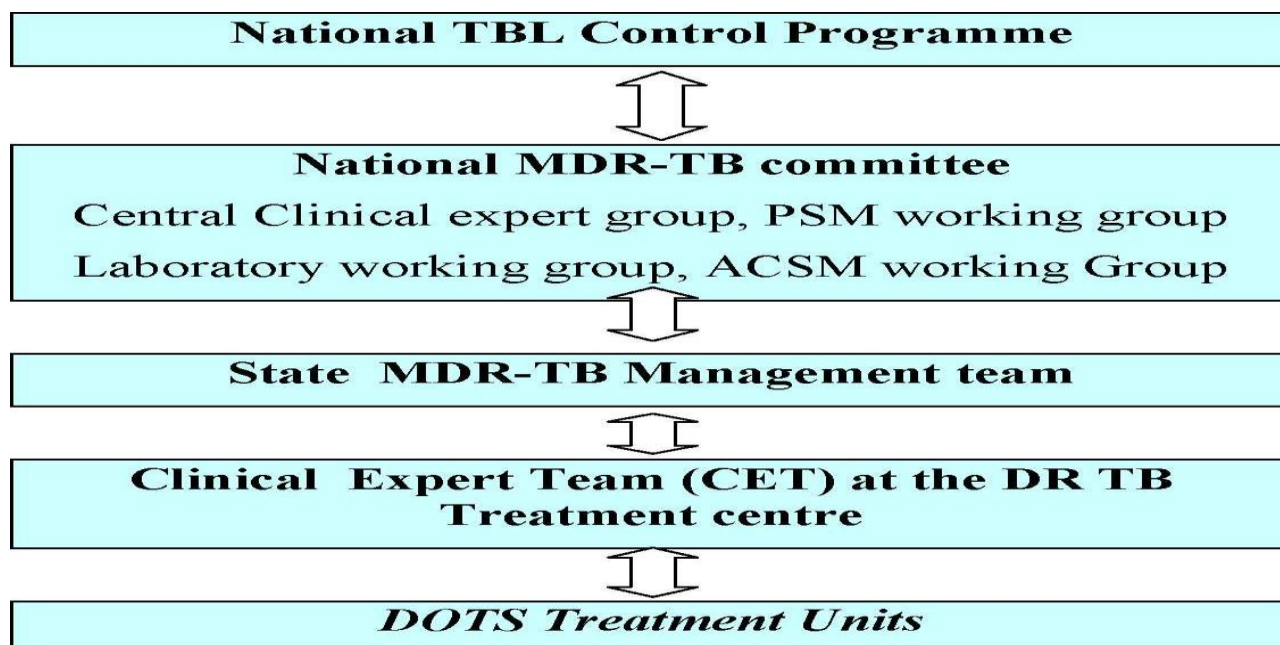 National TBL Control Programme
National MDR-TB committee
Central Clinical expert group, PSM working group
Laboratory working group, ACSM working Group
State MDR-TB Management team
Clinical Expert Team (CET) at the DR TB
Treatment centre
DOTS Treatment Units